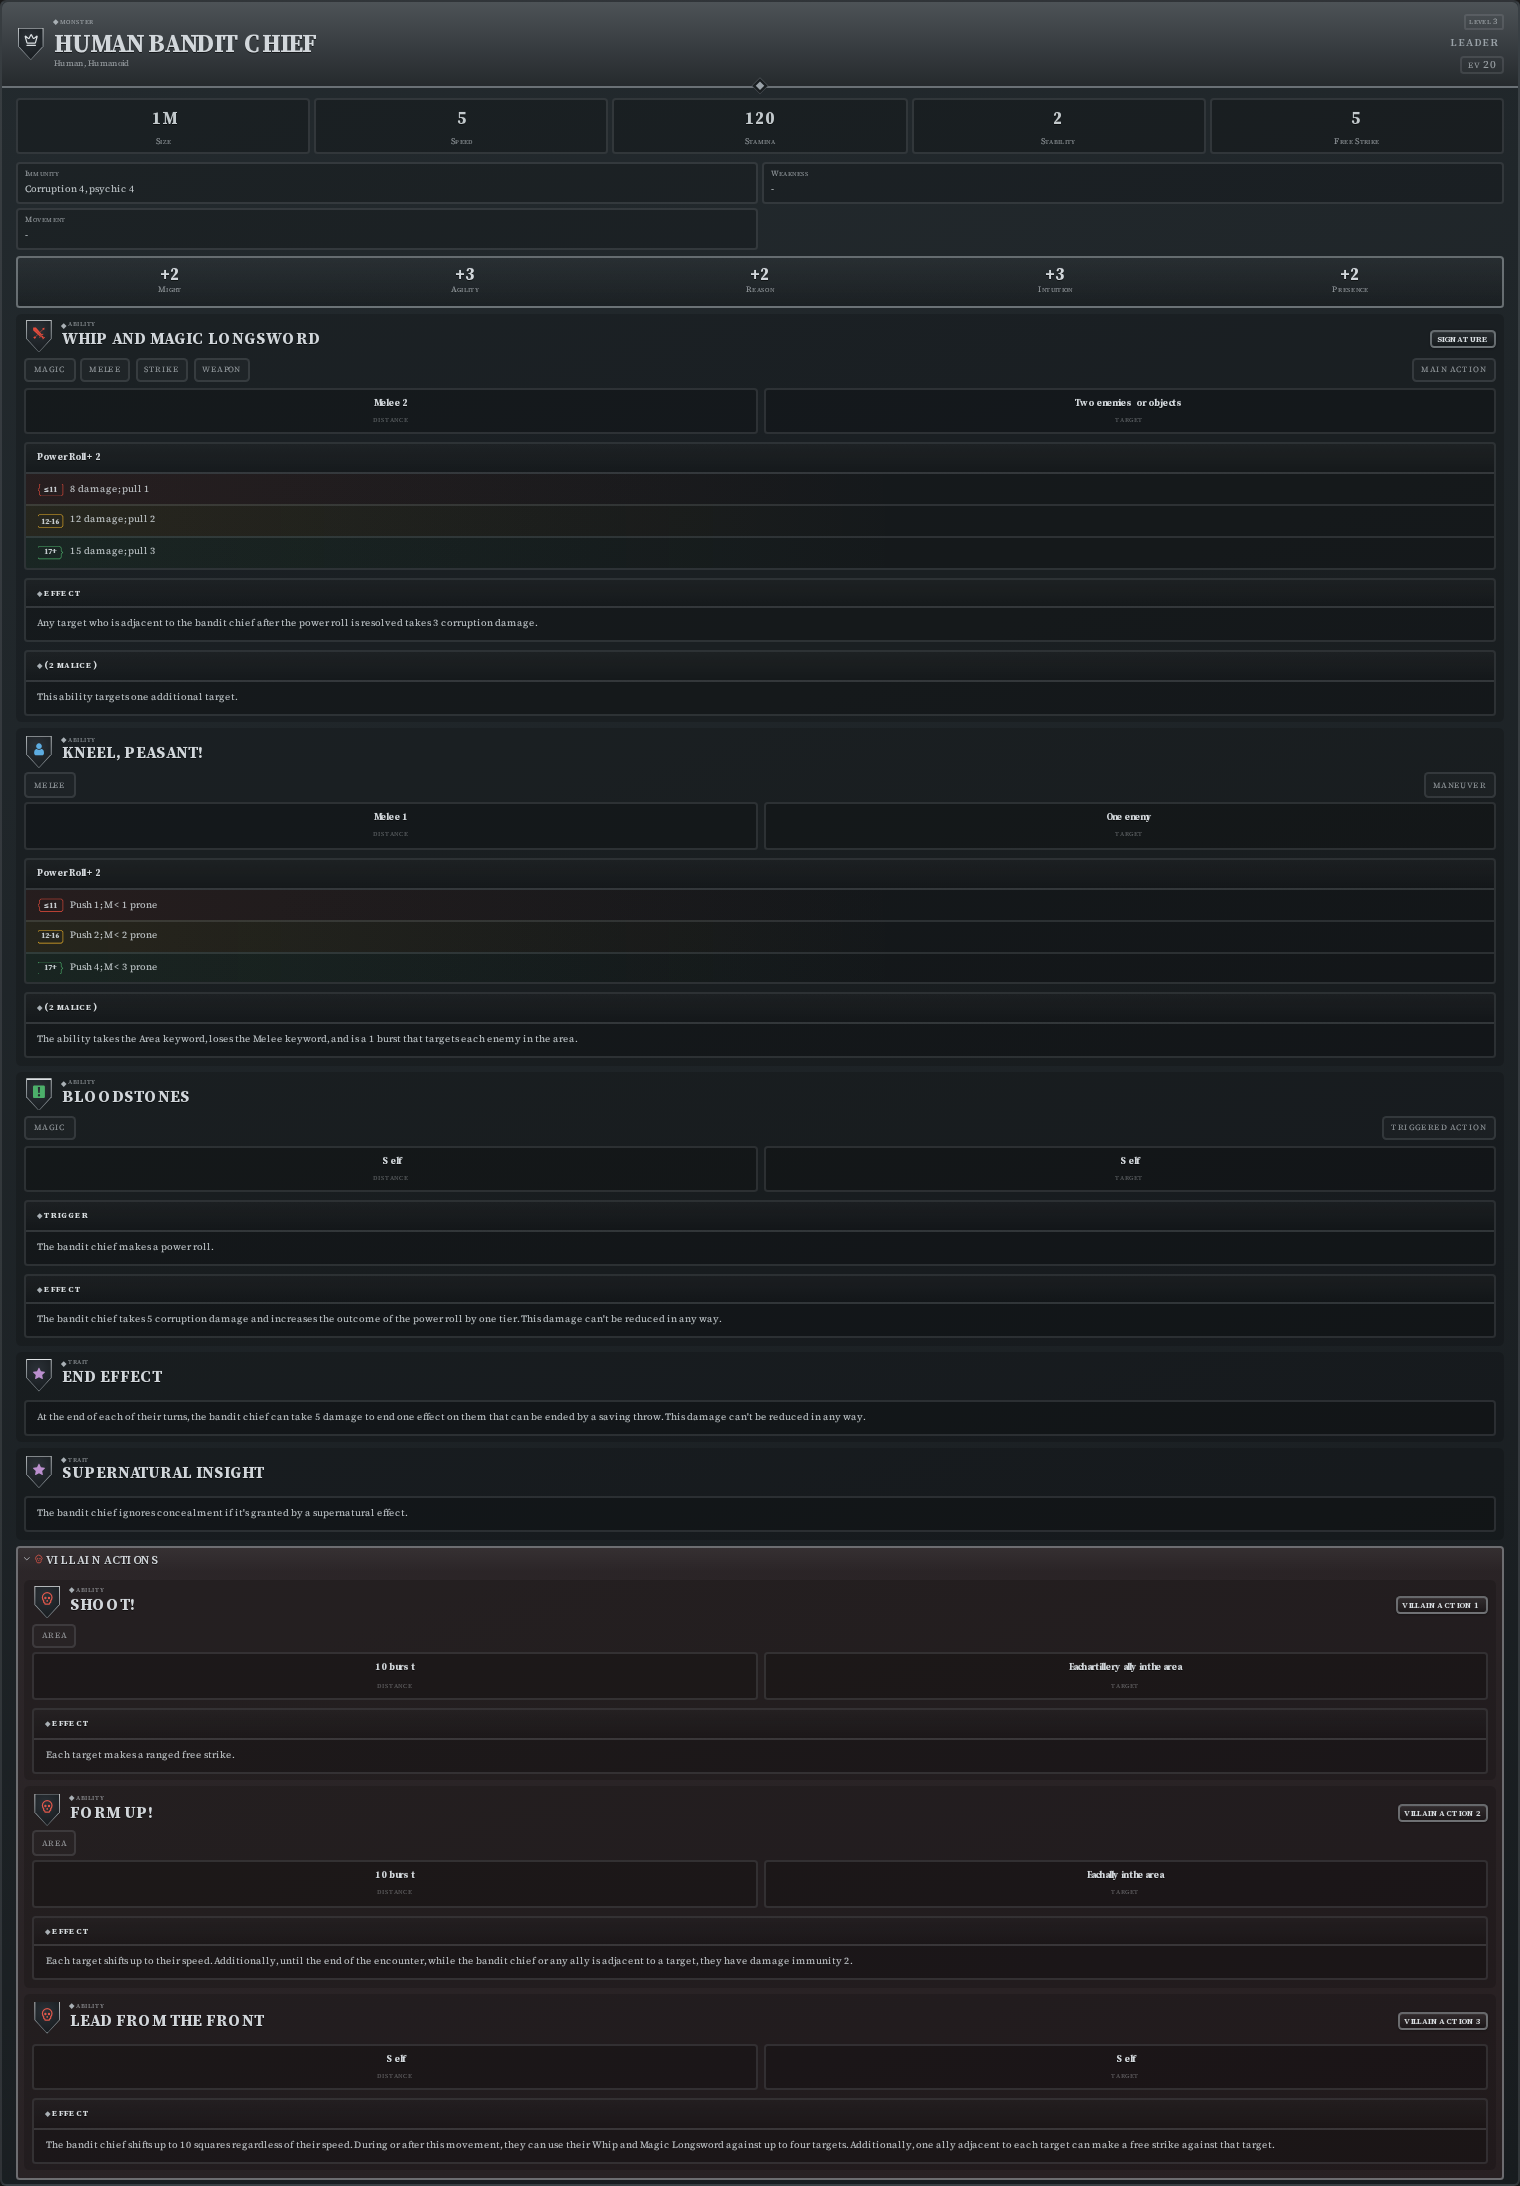 MONSTER
HUMAN BANDIT CHIEF
Human, Humanoid
LEVEL 3
LEADER
EV 20
1M
Size
5
Speed
120
Stamina
2
Stability
5
Free Strike
Immunity
Corruption 4, psychic 4
Weakness
-
Movement
-
+2
Might
+3
Agility
+2
Reason
+3
Intuition
+2
Presence
ABILITY
WHIP AND MAGIC LONGSWORD
SIGNATURE
MAGIC MELEE STRIKE WEAPON
MAIN ACTION
Melee 2
DISTANCE
Two enemies or objects
TARGET
Power Roll + 2
≤11 8 damage; pull 1
12-16 12 damage; pull 2
17+ 15 damage; pull 3
EFFECT
Any target who is adjacent to the bandit chief after the power roll is resolved takes 3 corruption damage.
(2 MALICE)
This ability targets one additional target.
ABILITY
KNEEL, PEASANT!
MELEE
MANEUVER
Melee 1
DISTANCE
One enemy
TARGET
Power Roll + 2
≤11 Push 1; M < 1 prone
12-16 Push 2; M < 2 prone
17+ Push 4; M < 3 prone
(2 MALICE)
The ability takes the Area keyword, loses the Melee keyword, and is a 1 burst that targets each enemy in the area.
ABILITY
BLOODSTONES
MAGIC
TRIGGERED ACTION
Self
DISTANCE
Self
TARGET
TRIGGER
The bandit chief makes a power roll.
EFFECT
The bandit chief takes 5 corruption damage and increases the outcome of the power roll by one tier. This damage can't be reduced in any way.
TRAIT
END EFFECT
At the end of each of their turns, the bandit chief can take 5 damage to end one effect on them that can be ended by a saving throw. This damage can't be reduced in any way.
TRAIT
SUPERNATURAL INSIGHT
The bandit chief ignores concealment if it's granted by a supernatural effect.
VILLAIN ACTIONS
ABILITY
SHOOT!
VILLAIN ACTION 1
AREA
10 burst
DISTANCE
Each artillery ally in the area
TARGET
EFFECT
Each target makes a ranged free strike.
ABILITY
FORM UP!
VILLAIN ACTION 2
AREA
10 burst
DISTANCE
Each ally in the area
TARGET
EFFECT
Each target shifts up to their speed. Additionally, until the end of the encounter, while the bandit chief or any ally is adjacent to a target, they have damage immunity 2.
ABILITY
LEAD FROM THE FRONT
VILLAIN ACTION 3
Self
DISTANCE
Self
TARGET
EFFECT
The bandit chief shifts up to 10 squares regardless of their speed. During or after this movement, they can use their Whip and Magic Longsword against up to four targets. Additionally, one ally adjacent to each target can make a free strike against that target.